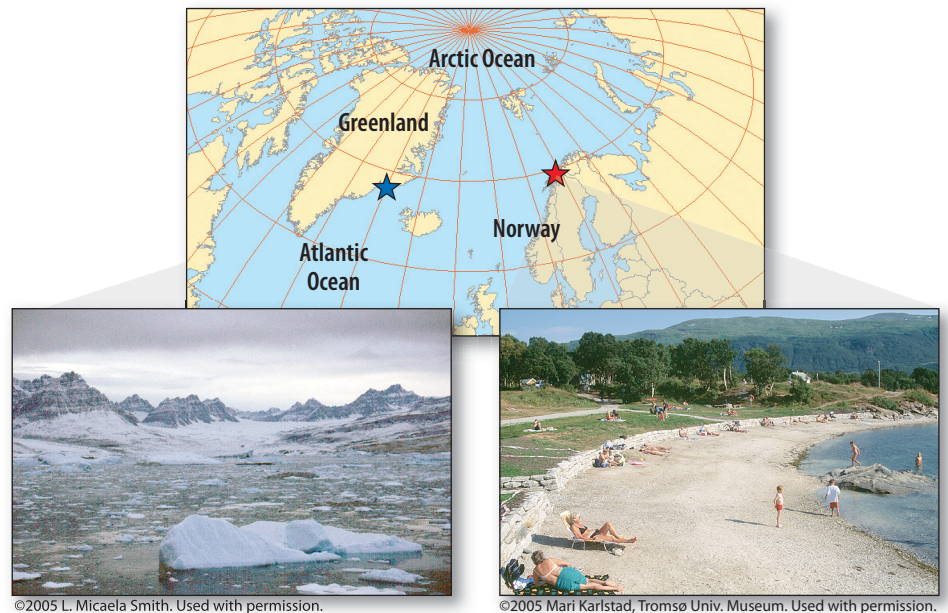 Arctic Ocean
Greenland
Norway
Atlantic
Ocean
©2005 L. Micaela Smith. Used with permission.
©2005 Mari Karlstad, Tromsø Univ. Museum. Used with permission.